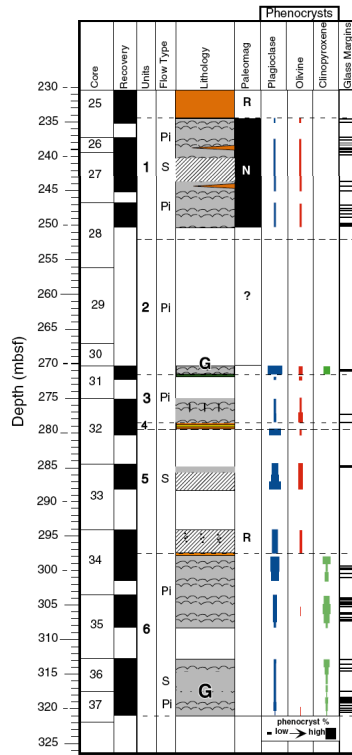 Phenocrysts
Core
Recovery
Units
Flow Type
Lithology
Paleomag
Plagioclase
Olivine
Clinopyroxene
Glass Margins
Depth (mbsf)
230
235
240
245
250
255
260
265
270
275
280
285
290
295
300
305
310
315
320
325
25
26
27
28
29
30
31
32
33
34
35
36
37
1
2
3
4
5
6
Pi
S
Pi
Pi
Pi
S
Pi
S
Pi
G
G
R
N
?
R
phenocryst %
low high